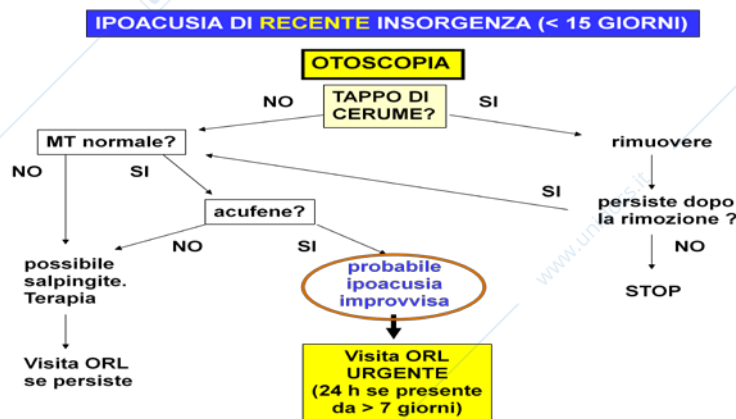 IPOACUSIA DI RECENTE INSORGENZA (< 15 GIORNI)
OTOSCOPIA
NO
TAPPO DI
CERUME?
SI
MT normale?
rimuovere
NO
SI
SI
persiste dopo
la rimozione ?
acufene?
NO
SI
NO
possibile
salpingite.
Terapia
probabile
ipoacusia
improvvisa
STOP
Visita ORL
se persiste
Visita ORL
URGENTE
(24 h se presente
da > 7 giorni)